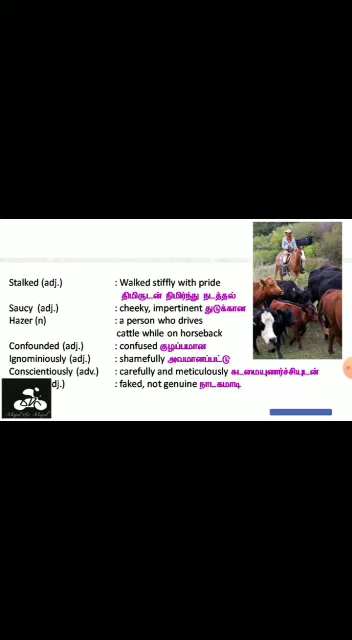 Stalked (adj.) : Walked stiffly with pride
திமிருடன் நிமிர்ந்து நடத்தல்
Saucy (adj.) : cheeky, impertinent துடுக்கான
Hazer (n) : a person who drives
cattle while on horseback
Confounded (adj.) : confused குழப்பமான
Ignominiously (adj.) : shamefully அவமானப்பட்டு
Conscientiously (adv.) : carefully and meticulously கடமையுணர்ச்சியுடன்
dj.) : faked, not genuine நாடகமாடி